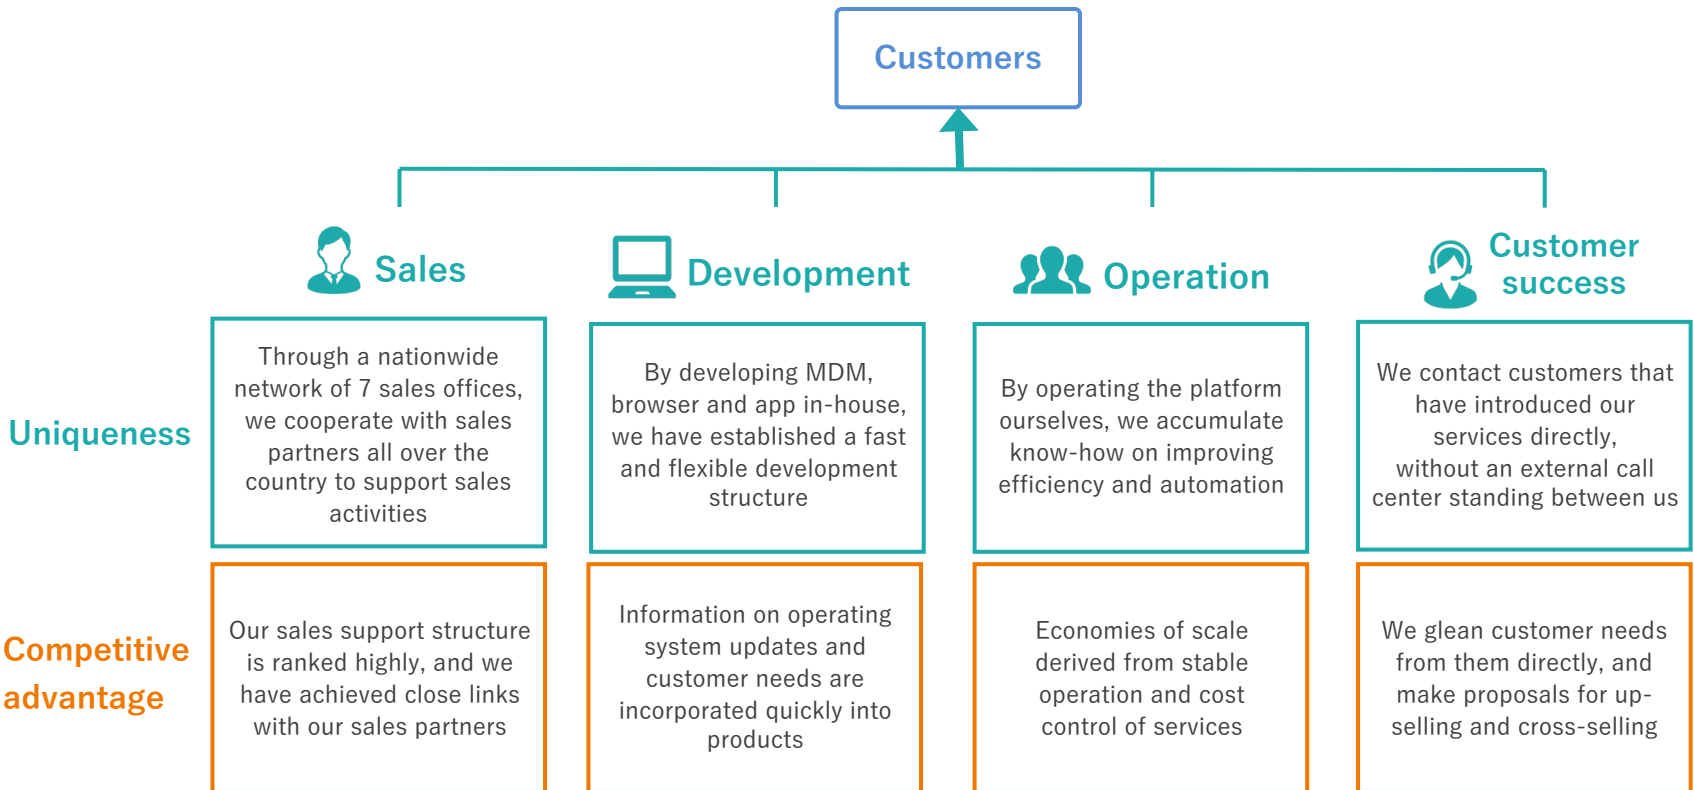 Customers
Sales
Development
Operation
Customer
success
Uniqueness
Through a nationwide
network of 7 sales offices,
we cooperate with sales
partners all over the
country to support sales
activities
By developing MDM,
browser and app in-house,
we have established a fast
and flexible development
structure
By operating the platform
ourselves, we accumulate
know-how on improving
efficiency and automation
We contact customers that
have introduced our
services directly,
without an external call
center standing between us
Competitive
advantage
Our sales support structure
is ranked highly, and we
have achieved close links
with our sales partners
Information on operating
system updates and
customer needs are
incorporated quickly into
products
Economies of scale
derived from stable
operation and cost
control of services
We glean customer needs
from them directly, and
make proposals for up-
selling and cross-selling